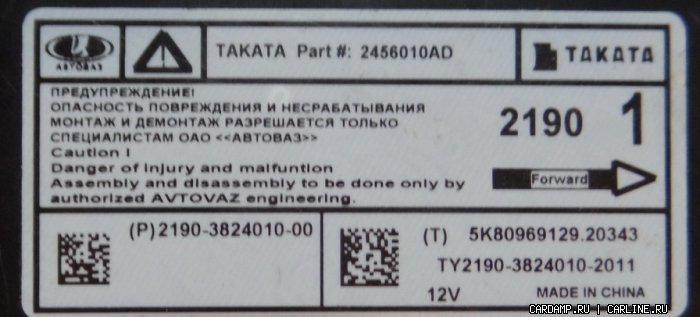 АВТОВАЗ
TAKATA Part #: 2456010AD
TAKATA
ПРЕДУПРЕЖДЕНИЕ!
ОПАСНОСТЬ ПОВРЕЖДЕНИЯ И НЕСРАБАТЫВАНИЯ
МОНТАЖ И ДЕМОНТАЖ РАЗРЕШАЕТСЯ ТОЛЬКО
СПЕЦИАЛИСТАМ ОАО <<АВТОВАЗ>>
Caution !
Danger of injury and malfuntion
Assembly and disassembly to be done only by
authorized AVTOVAZ engineering.
2190 1
Forward
(P)2190-3824010-00
(T) 5K80969129.20343
TY2190-3824010-2011
12V MADE IN CHINA
CARDAMP.RU | CARLINE.RU